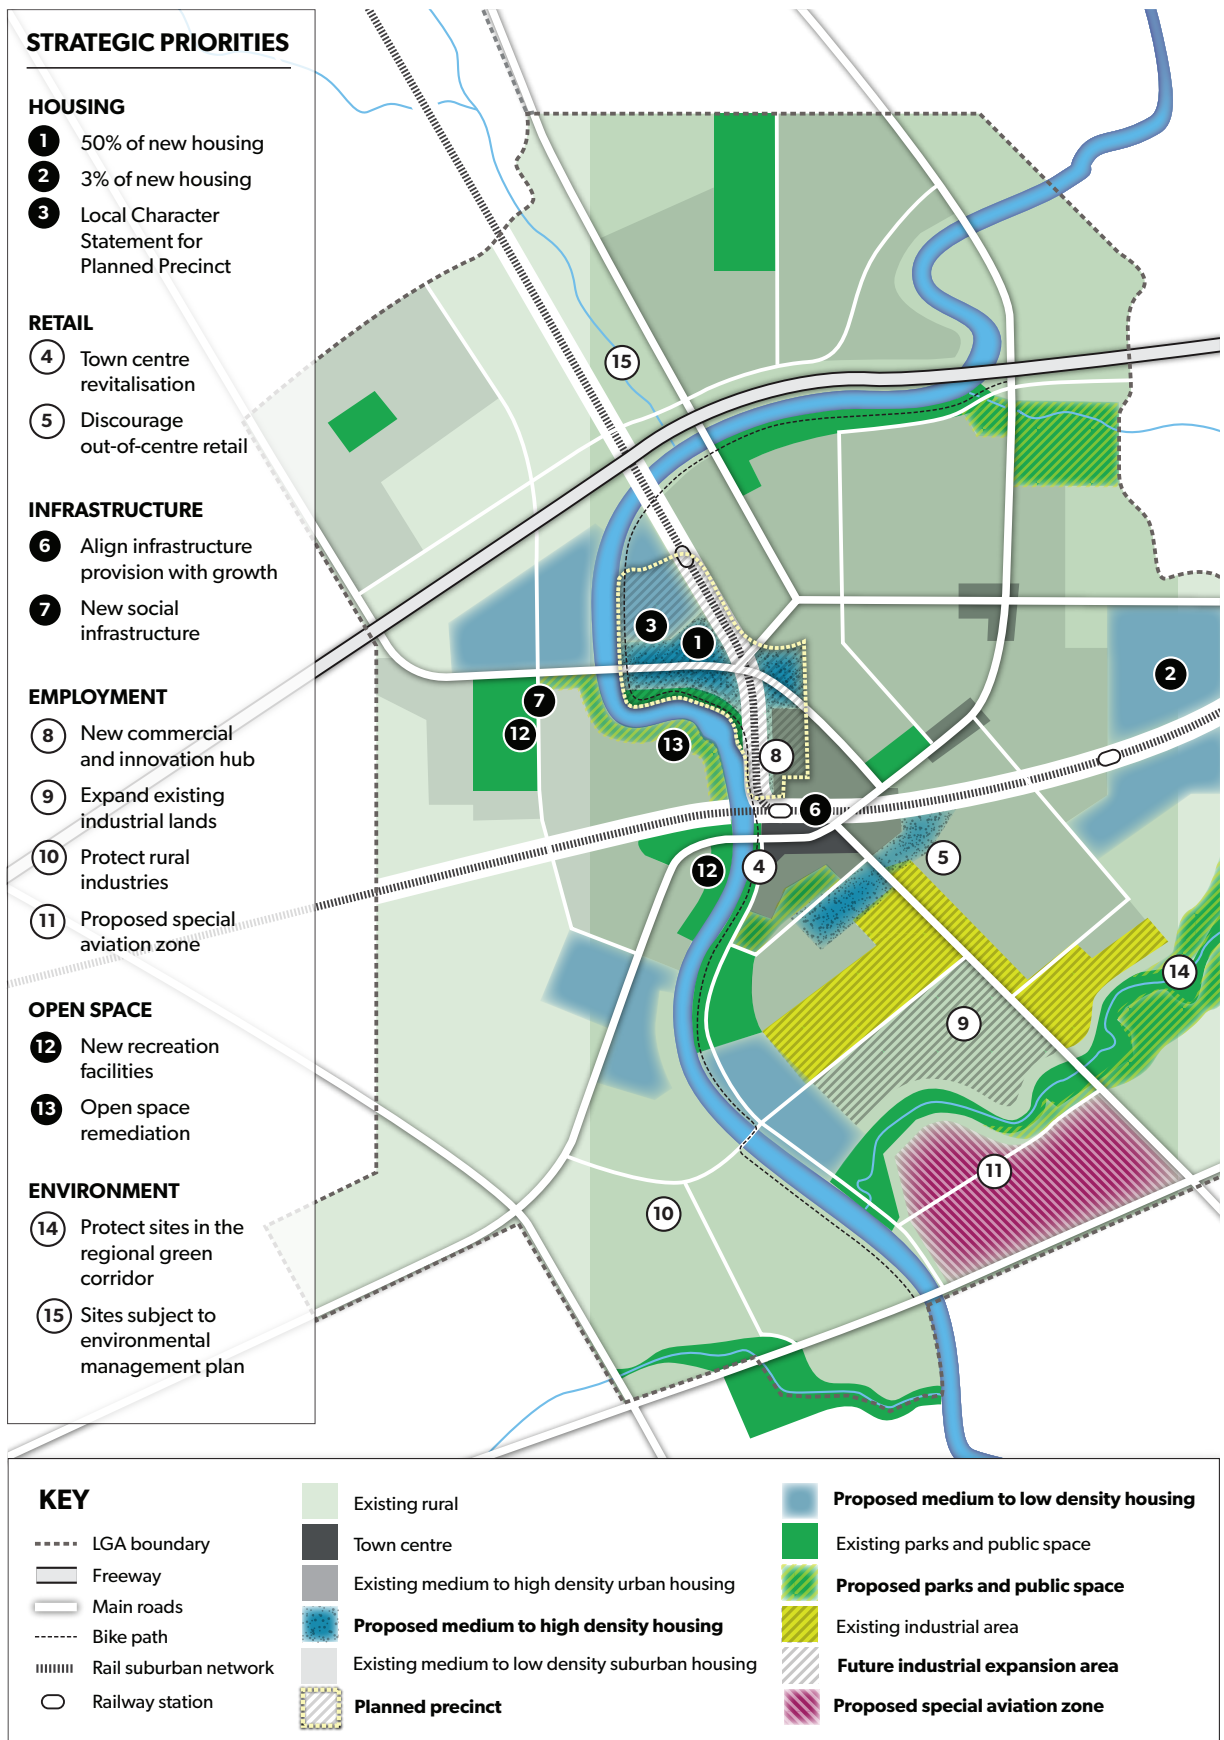 STRATEGIC PRIORITIES
HOUSING
1 50% of new housing
2 3% of new housing
3 Local Character
Statement for
Planned Precinct
RETAIL
4 Town centre
revitalisation
5 Discourage
out-of-centre retail
INFRASTRUCTURE
6 Align infrastructure
provision with growth
7 New social
infrastructure
EMPLOYMENT
8 New commercial
and innovation hub
9 Expand existing
industrial lands
10 Protect rural
industries
11 Proposed special
aviation zone
OPEN SPACE
12 New recreation
facilities
13 Open space
remediation
ENVIRONMENT
14 Protect sites in the
regional green
corridor
15 Sites subject to
environmental
management plan
15
3
1
2
7
12
13
8
6
4
12
5
14
9
11
10
KEY
LGA boundary
Freeway
Main roads
Bike path
Rail suburban network
Railway station
Existing rural
Town centre
Existing medium to high density urban housing
Proposed medium to high density housing
Existing medium to low density suburban housing
Planned precinct
Proposed medium to low density housing
Existing parks and public space
Proposed parks and public space
Existing industrial area
Future industrial expansion area
Proposed special aviation zone